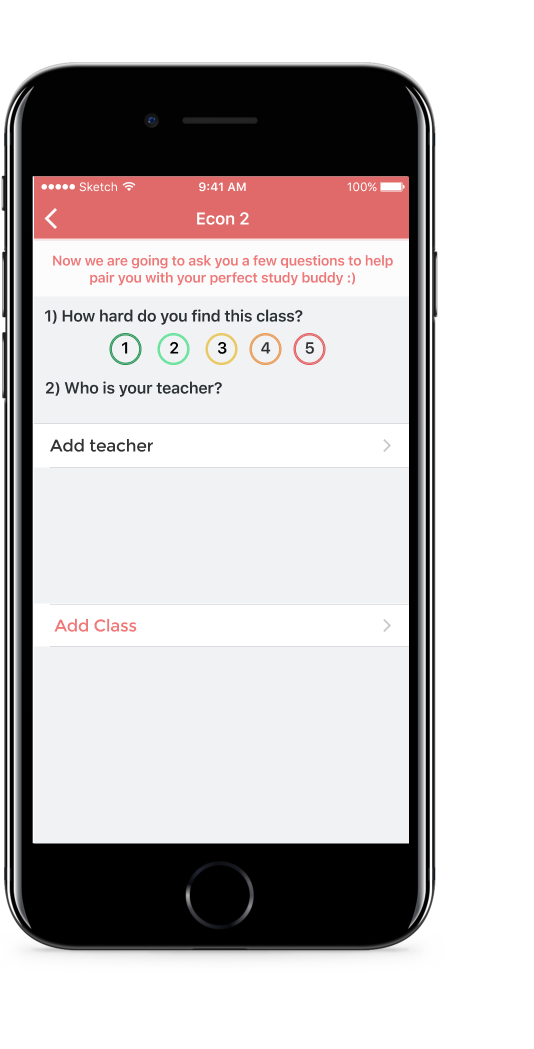 Sketch 9:41 AM 100%
Econ 2
Now we are going to ask you a few questions to help
pair you with your perfect study buddy :)
1) How hard do you find this class?
1 2 3 4 5
2) Who is your teacher?
Add teacher
Add Class